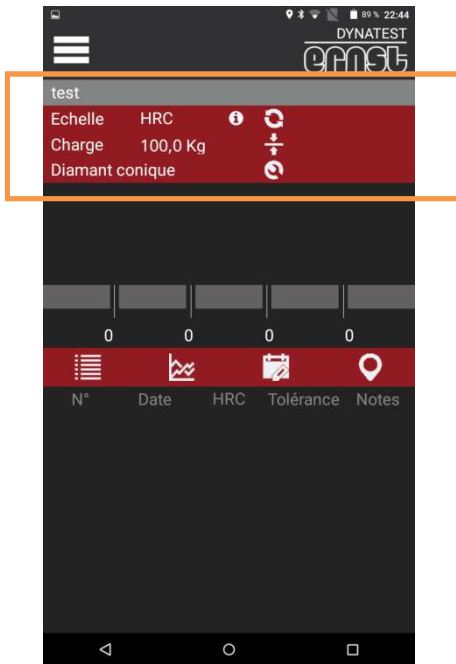 89 % 22:44
DYNATEST
ernst
test
Echelle HRC
Charge 100,0 Kg
Diamant conique
0 0 0 0
N° Date HRC Tolérance Notes